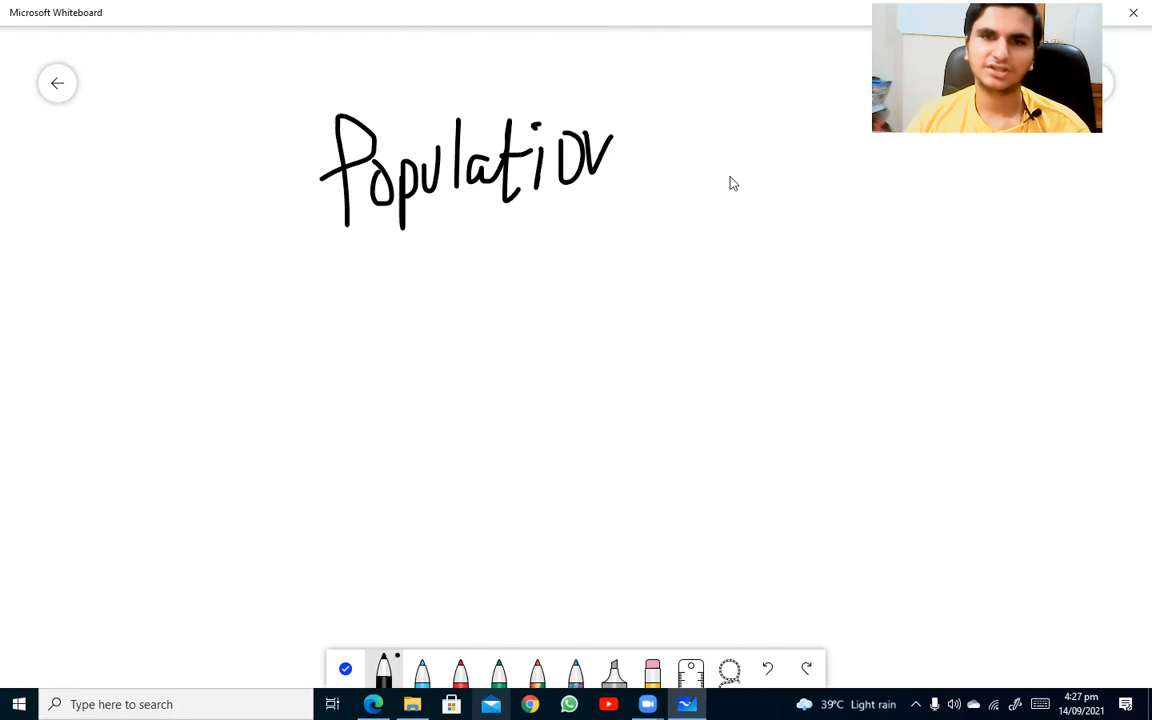 Microsoft Whiteboard
Population
Type here to search
39°C Light rain
4:27 pm
14/09/2021